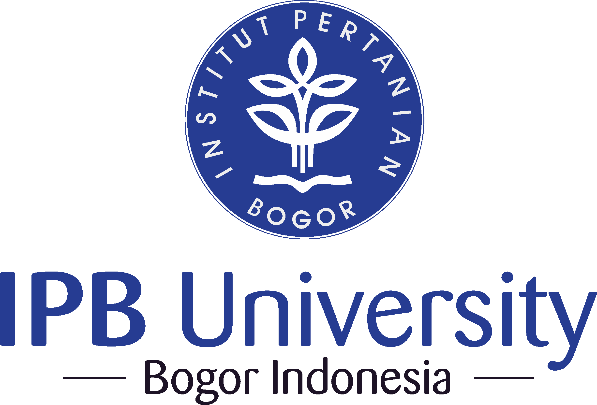 INSTITUT PERTANIAN
BOGOR
IPB University
Bogor Indonesia